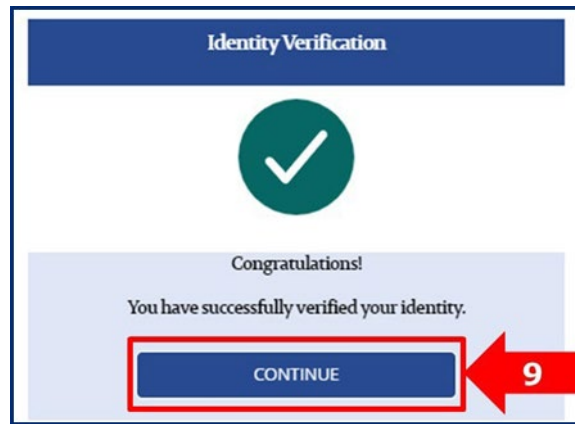 Identity Verification
Congratulations!
You have successfully verified your identity.
CONTINUE
9